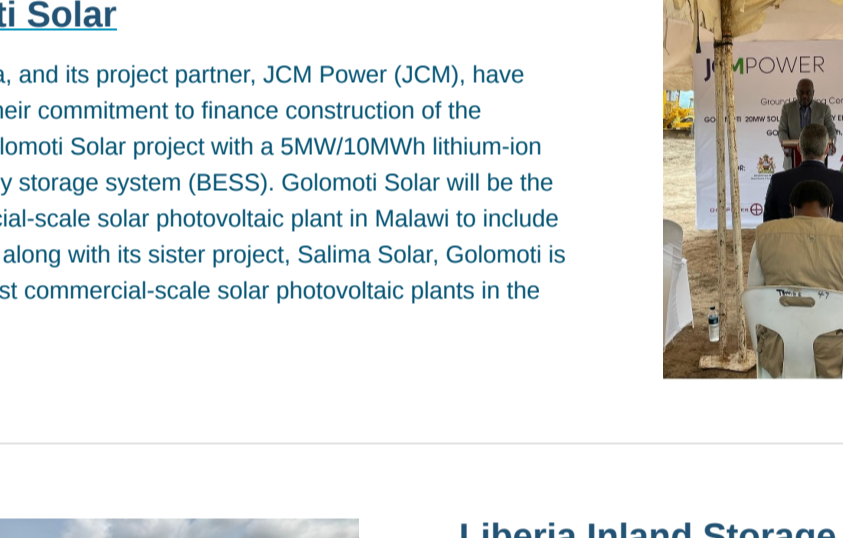 ti Solar
a, and its project partner, JCM Power (JCM), have
heir commitment to finance construction of the
lomoti Solar project with a 5MW/10MWh lithium-ion
y storage system (BESS). Golomoti Solar will be the
cial-scale solar photovoltaic plant in Malawi to include
along with its sister project, Salima Solar, Golomoti is
st commercial-scale solar photovoltaic plants in the
JCMPOWER
Ground
20MW
Liberia Inland Storage